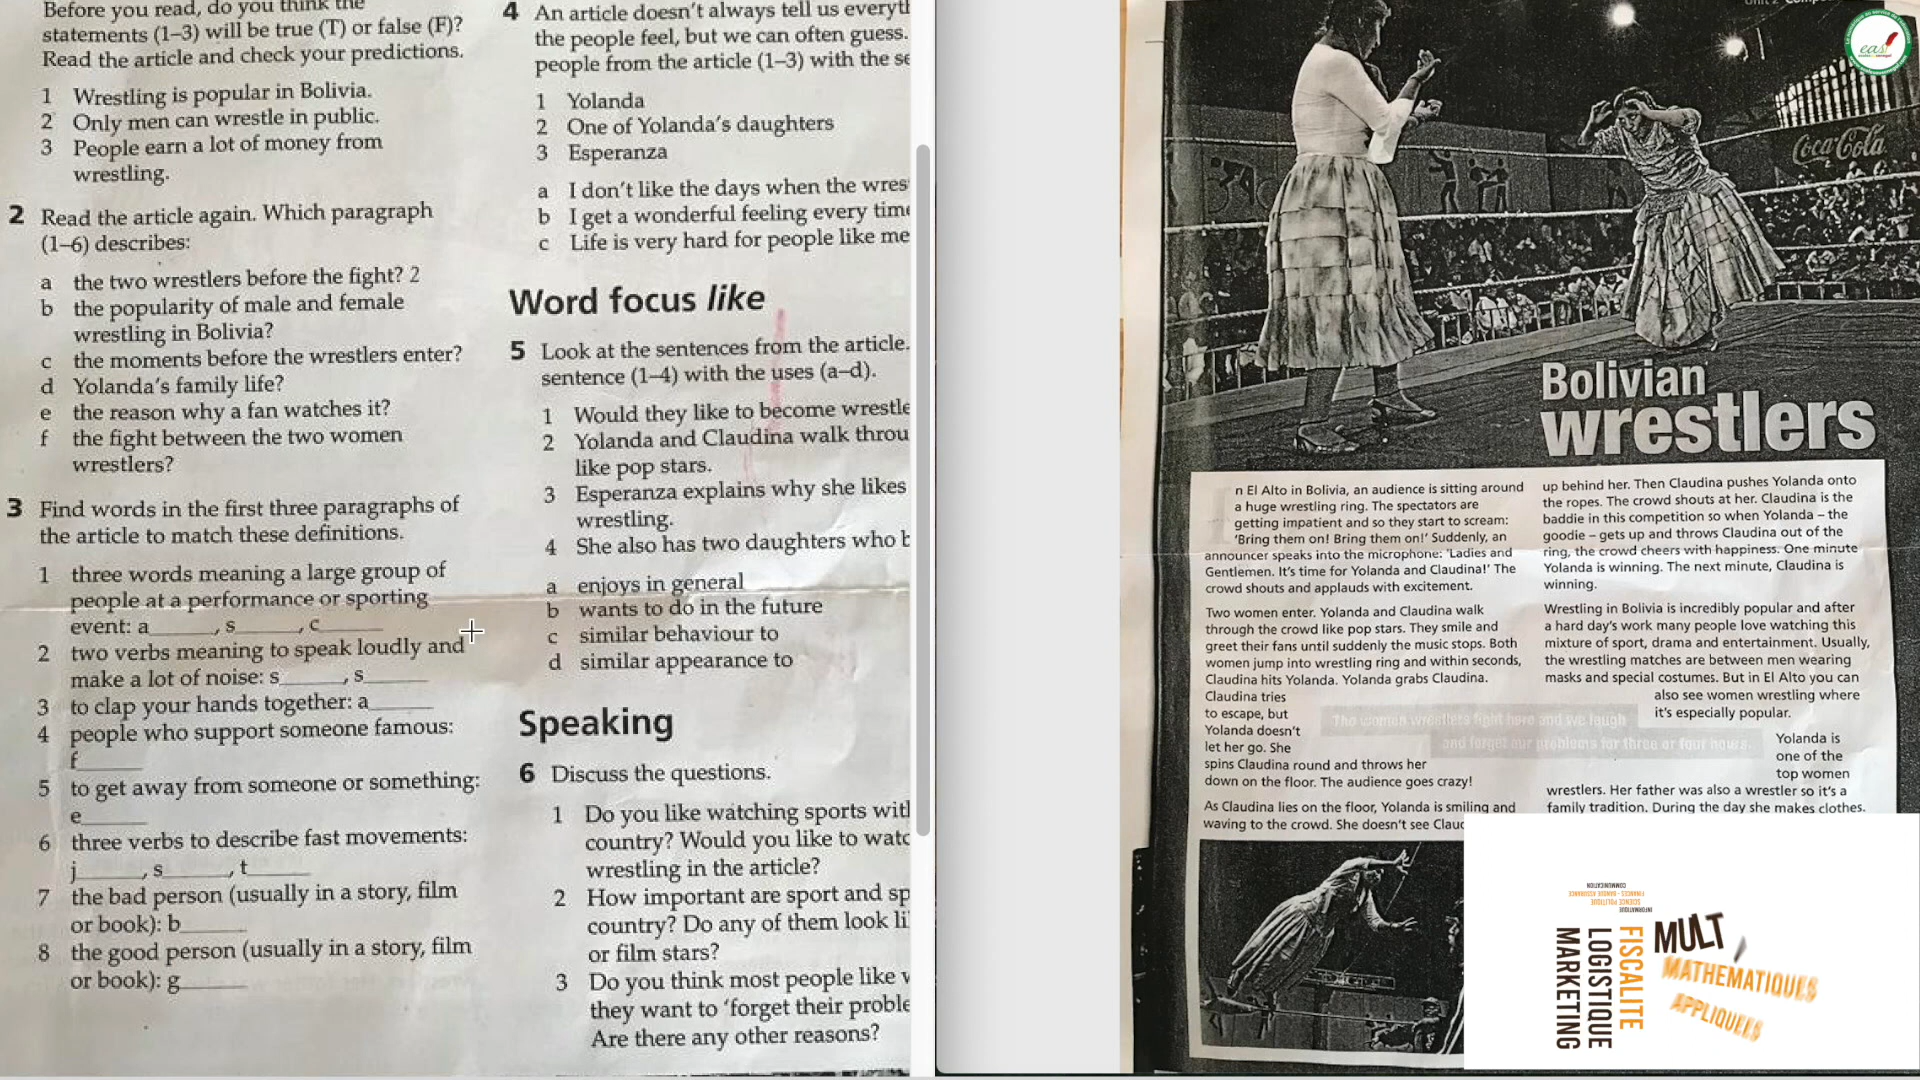 Before you read, do you think the
statements (1–3) will be true (T) or false (F)?
Read the article and check your predictions.
1 Wrestling is popular in Bolivia.
2 Only men can wrestle in public.
3 People earn a lot of money from
wrestling.
2 Read the article again. Which paragraph
(1–6) describes:
a the two wrestlers before the fight? 2
b the popularity of male and female
wrestling in Bolivia?
c the moments before the wrestlers enter?
d Yolanda's family life?
e the reason why a fan watches it?
f the fight between the two women
wrestlers?
3 Find words in the first three paragraphs of
the article to match these definitions.
1 three words meaning a large group of
people at a performance or sporting
event: a______, s______, c______
2 two verbs meaning to speak loudly and
make a lot of noise: s______, s______
3 to clap your hands together: a______
4 people who support someone famous:
f______
5 to get away from someone or something:
e______
6 three verbs to describe fast movements:
j______, s______, t______
7 the bad person (usually in a story, film
or book): b______
8 the good person (usually in a story, film
or book): g______
4 An article doesn't always tell us everyt
the people feel, but we can often guess.
people from the article (1–3) with the se
1 Yolanda
2 One of Yolanda's daughters
3 Esperanza
a I don't like the days when the wres
b I get a wonderful feeling every time
c Life is very hard for people like me
Word focus like
5 Look at the sentences from the article.
sentence (1–4) with the uses (a–d).
1 Would they like to become wrestle
2 Yolanda and Claudina walk throu
like pop stars.
3 Esperanza explains why she likes
wrestling.
4 She also has two daughters who
a enjoys in general
b wants to do in the future
c similar behaviour to
d similar appearance to
Speaking
6 Discuss the questions.
1 Do you like watching sports wit
country? Would you like to watc
wrestling in the article?
2 How important are sport and sp
country? Do any of them look li
or film stars?
3 Do you think most people like
they want to 'forget their proble
Are there any other reasons?
eas
Coca-Cola
Bolivian
wrestlers
In El Alto in Bolivia, an audience is sitting around
a huge wrestling ring. The spectators are
getting impatient and so they start to scream:
'Bring them on! Bring them on!' Suddenly, an
announcer speaks into the microphone: 'Ladies and
Gentlemen. It's time for Yolanda and Claudina!' The
crowd shouts and applauds with excitement.
Two women enter. Yolanda and Claudina walk
through the crowd like pop stars. They smile and
greet their fans until suddenly the music stops. Both
women jump into wrestling ring and within seconds,
Claudina hits Yolanda. Yolanda grabs Claudina.
Claudina tries
to escape, but
Yolanda doesn't
let her go. She
spins Claudina round and throws her
down on the floor. The audience goes crazy!
As Claudina lies on the floor, Yolanda is smiling and
waving to the crowd. She doesn't see Clau
The women wrestlers fight here and we laugh
and forget our problems for three or four hours.
up behind her. Then Claudina pushes Yolanda onto
the ropes. The crowd shouts at her. Claudina is the
baddie in this competition so when Yolanda – the
goodie – gets up and throws Claudina out of the
ring, the crowd cheers with happiness. One minute
Yolanda is winning. The next minute, Claudina is
winning.
Wrestling in Bolivia is incredibly popular and after
a hard day's work many people love watching this
mixture of sport, drama and entertainment. Usually,
the wrestling matches are between men wearing
masks and special costumes. But in El Alto you can
also see women wrestling where
it's especially popular.
Yolanda is
one of the
top women
wrestlers. Her father was also a wrestler so it's a
family tradition. During the day she makes clothes.
COMMUNICATION
FINANCES - BANQUE ASSURANCE
SCIENCE POLITIQUE
INFORMATIQUE
MARKETING
LOGISTIQUE
FISCALITE
MULT
MATHEMATIQUES
APPLIQUEES